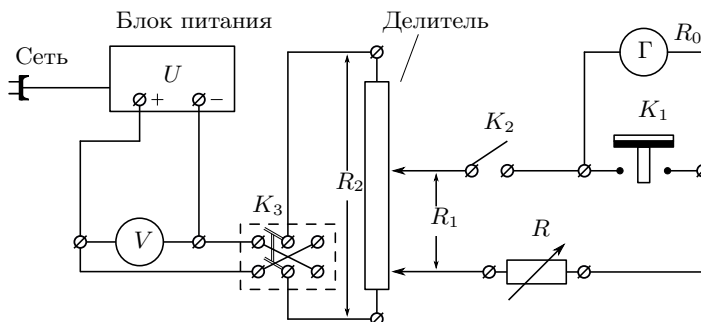 Блок питания
Делитель
Сеть
U
+ −
R₀
Г
K₁
K₂
R₂
R₁
K₃
V
R